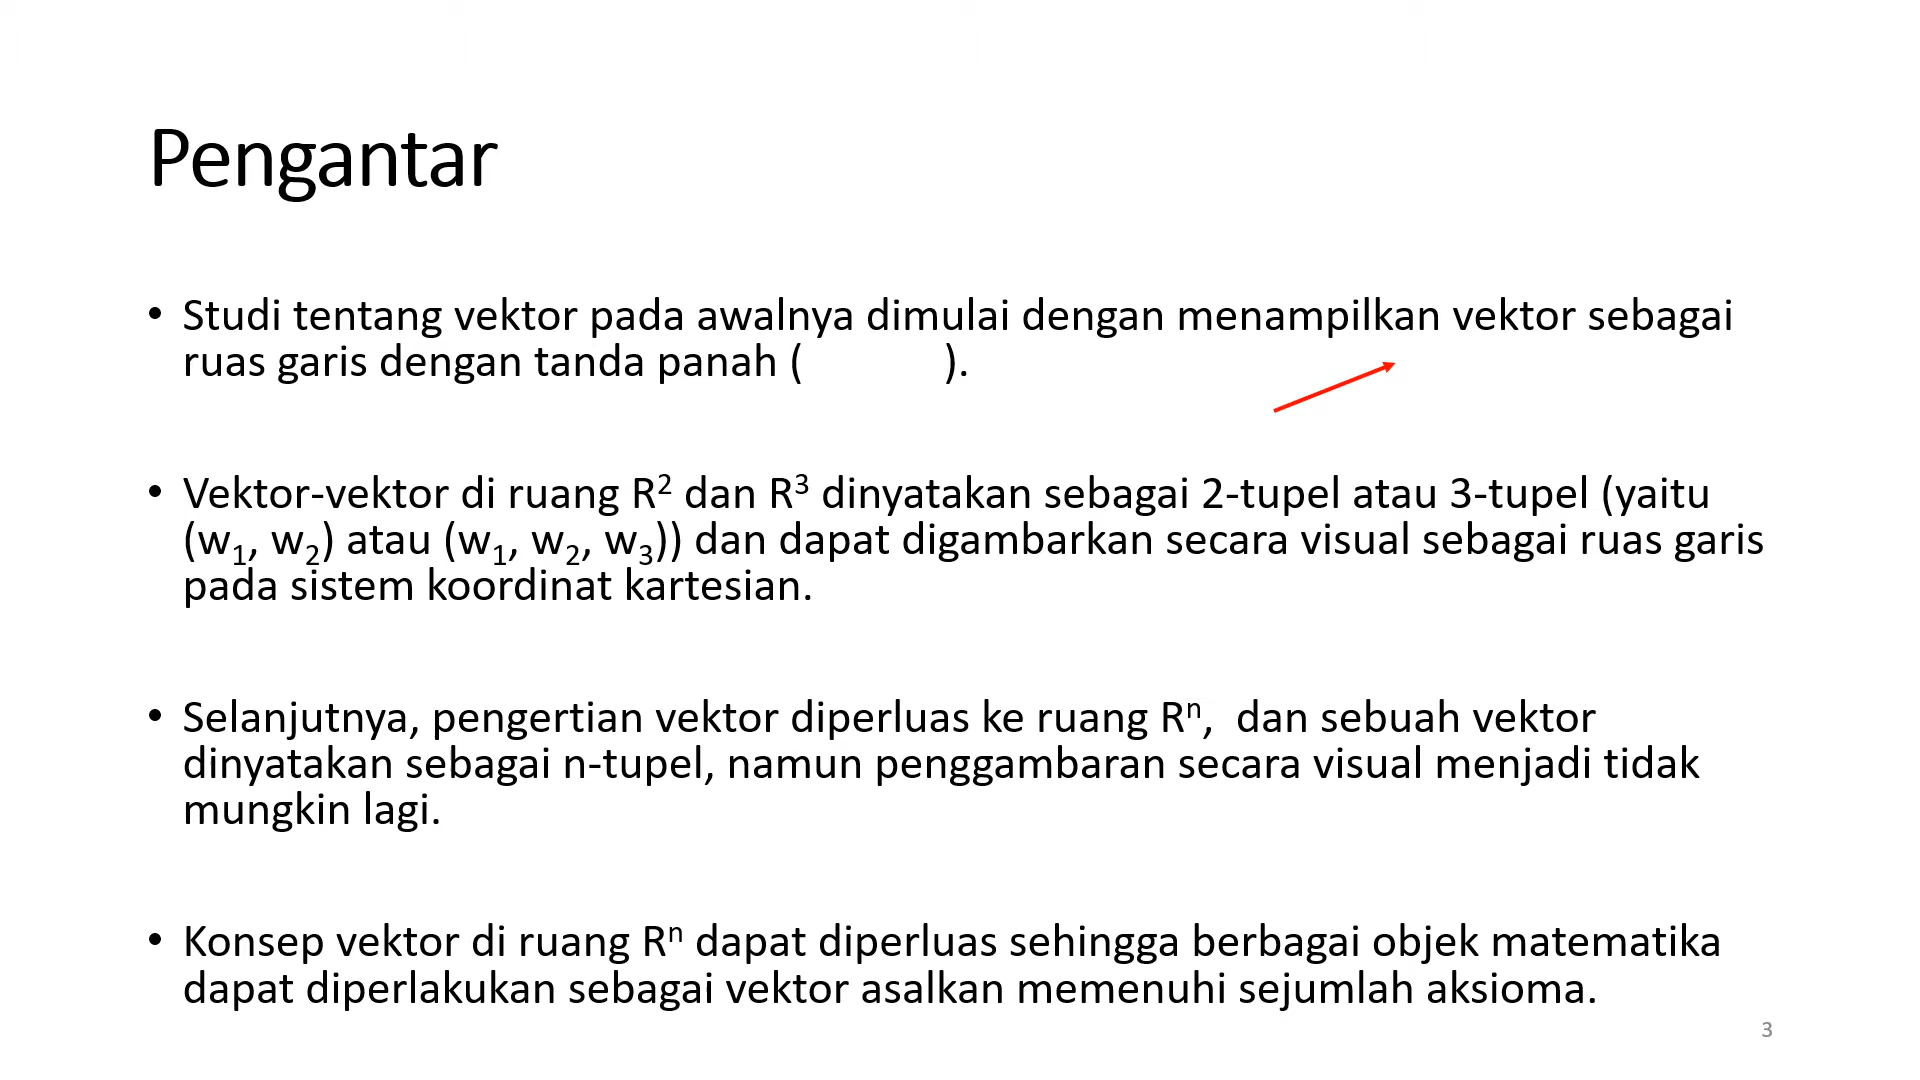 Pengantar
• Studi tentang vektor pada awalnya dimulai dengan menampilkan vektor sebagai
ruas garis dengan tanda panah (            ).
• Vektor-vektor di ruang R² dan R³ dinyatakan sebagai 2-tupel atau 3-tupel (yaitu
(w₁, w₂) atau (w₁, w₂, w₃)) dan dapat digambarkan secara visual sebagai ruas garis
pada sistem koordinat kartesian.
• Selanjutnya, pengertian vektor diperluas ke ruang Rⁿ,  dan sebuah vektor
dinyatakan sebagai n-tupel, namun penggambaran secara visual menjadi tidak
mungkin lagi.
• Konsep vektor di ruang Rⁿ dapat diperluas sehingga berbagai objek matematika
dapat diperlakukan sebagai vektor asalkan memenuhi sejumlah aksioma.
3